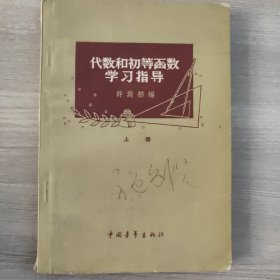 代数和初等函数
学习指导
许莼舫编
上册
中国青年出版社